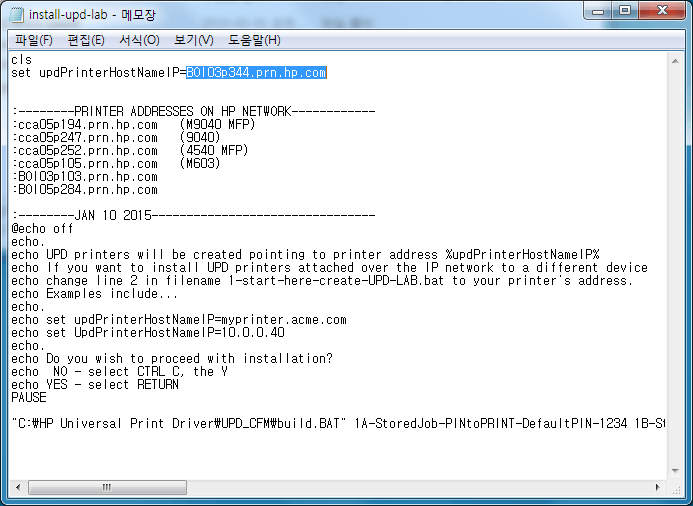 install-upd-lab - 메모장
파일(F) 편집(E) 서식(O) 보기(V) 도움말(H)
cls
set updPrinterHostNameIP=BOI03p344.prn.hp.com
:--------PRINTER ADDRESSES ON HP NETWORK------------
:cca05p194.prn.hp.com (M9040 MFP)
:cca05p247.prn.hp.com (9040)
:cca05p252.prn.hp.com (4540 MFP)
:cca05p105.prn.hp.com (M603)
:BOI03p103.prn.hp.com
:BOI05p284.prn.hp.com
:--------JAN 10 2015--------------------------------
@echo off
echo.
echo UPD printers will be created pointing to printer address %updPrinterHostNameIP%
echo If you want to install UPD printers attached over the IP network to a different device
echo change line 2 in filename 1-start-here-create-UPD-LAB.bat to your printer's address.
echo Examples include...
echo.
echo set updPrinterHostNameIP=myprinter.acme.com
echo set UpdPrinterHostNameIP=10.0.0.40
echo.
echo Do you wish to proceed with installation?
echo  NO - select CTRL C, the Y
echo YES - select RETURN
PAUSE
"C:₩HP Universal Print Driver₩UPD_CFM₩build.BAT" 1A-StoredJob-PINtoPRINT-DefaultPIN-1234 1B-St